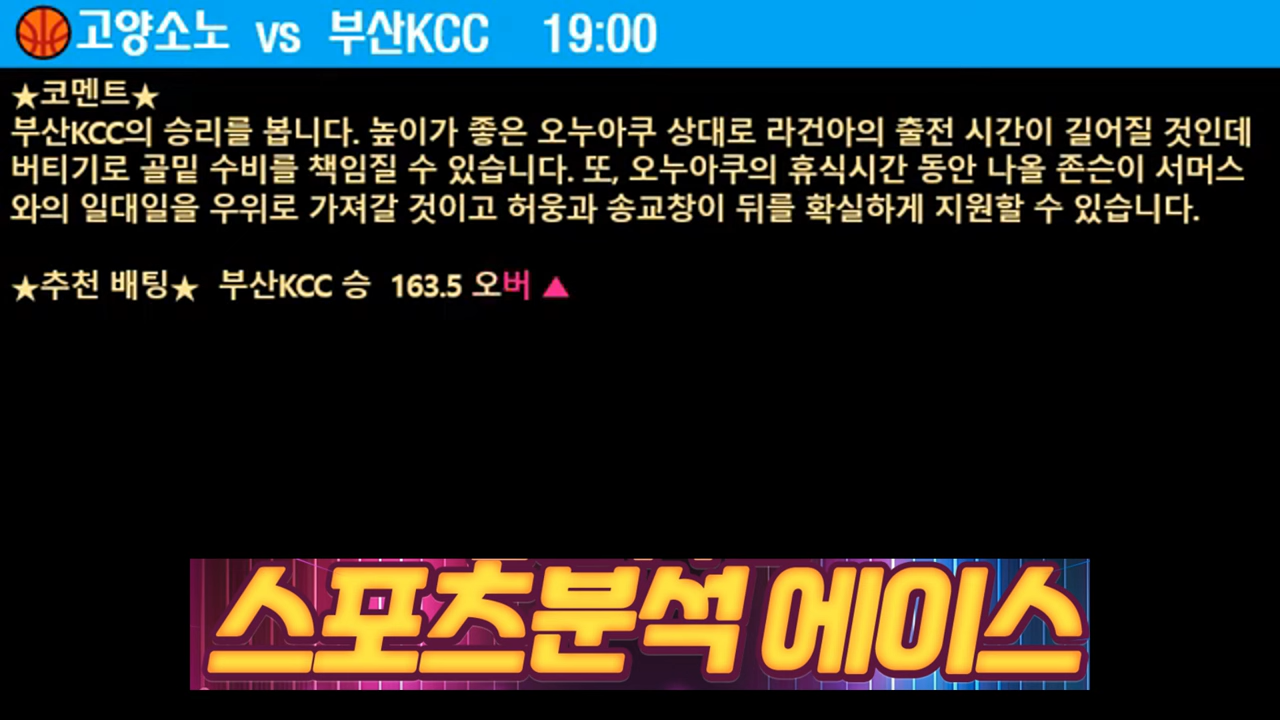 고양소노 vs 부산KCC 19:00
★코멘트★
부산KCC의 승리를 봅니다. 높이가 좋은 오누아쿠 상대로 라건아의 출전 시간이 길어질 것인데
버티기로 골밑 수비를 책임질 수 있습니다. 또, 오누아쿠의 휴식시간 동안 나올 존슨이 서머스
와의 일대일을 우위로 가져갈 것이고 허웅과 송교창이 뒤를 확실하게 지원할 수 있습니다.
★추천 배팅★ 부산KCC 승 163.5 오버 ▲
스포츠분석 에이스